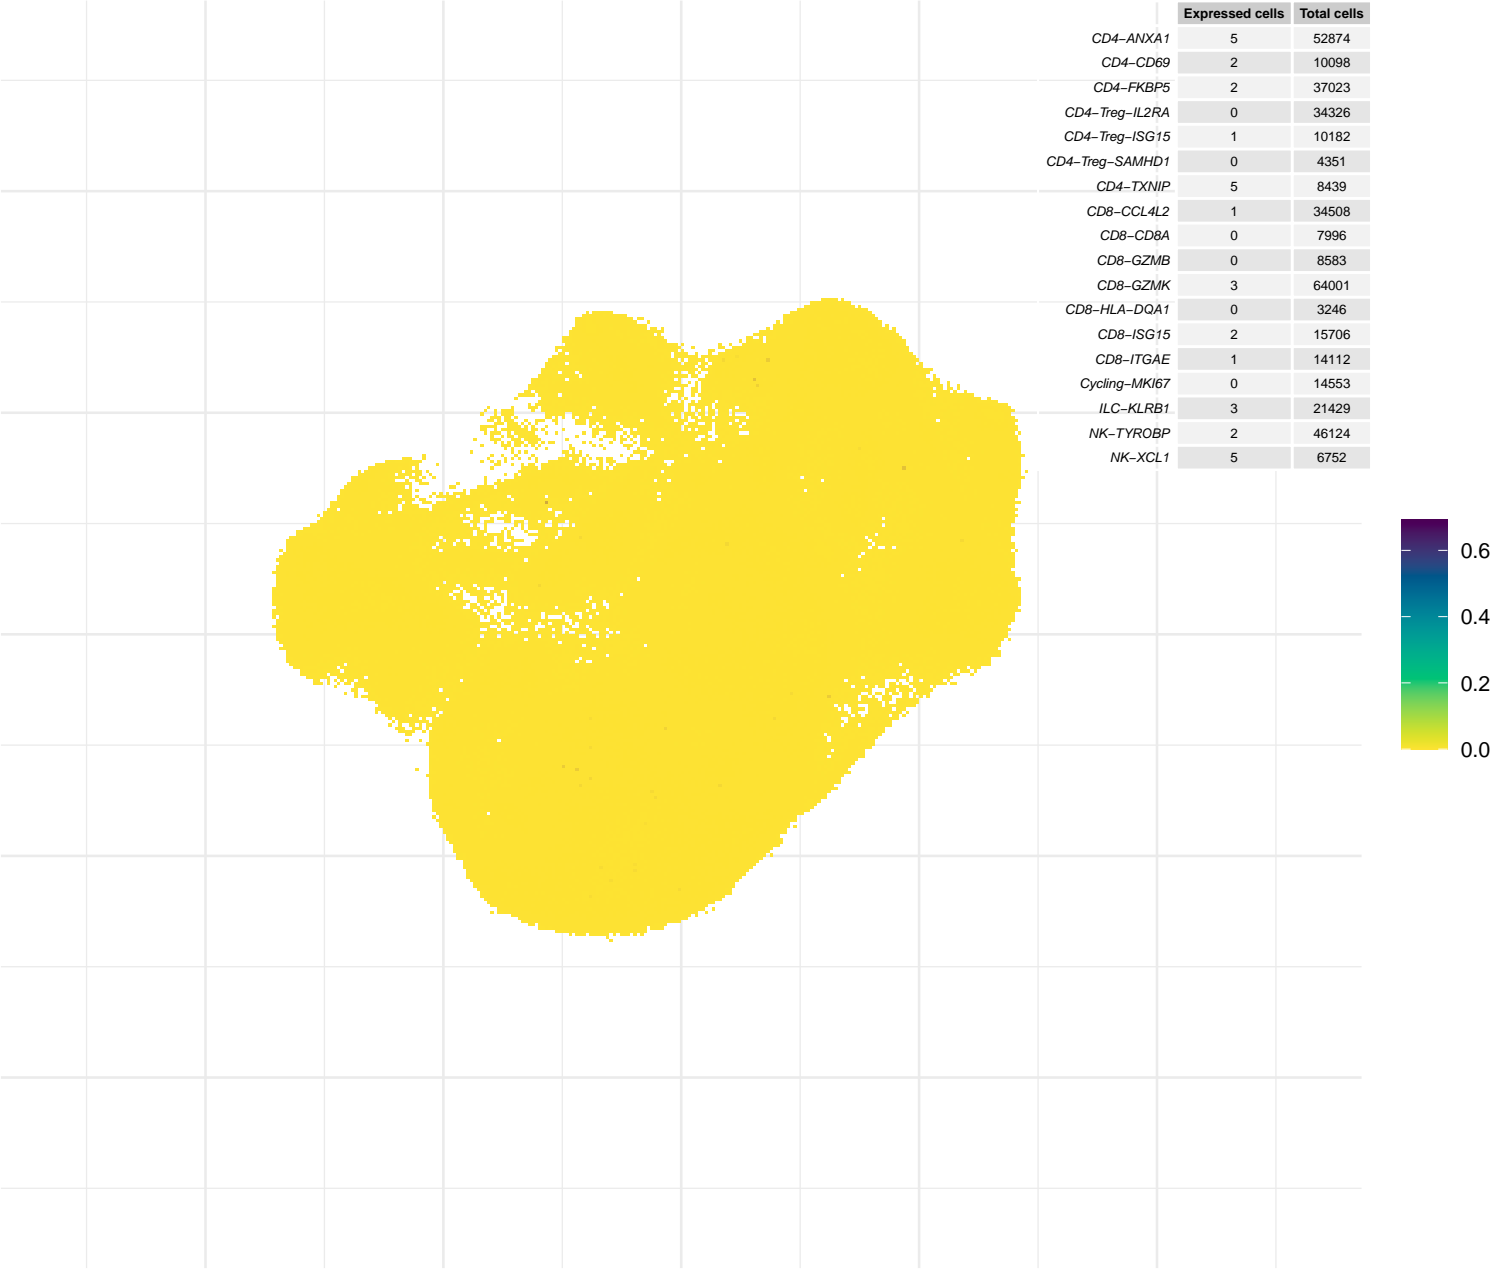 Expressed cells Total cells
CD4−ANXA1 5 52874
CD4−CD69 2 10098
CD4−FKBP5 2 37023
CD4−Treg−IL2RA 0 34326
CD4−Treg−ISG15 1 10182
CD4−Treg−SAMHD1 0 4351
CD4−TXNIP 5 8439
CD8−CCL4L2 1 34508
CD8−CD8A 0 7996
CD8−GZMB 0 8583
CD8−GZMK 3 64001
CD8−HLA−DQA1 0 3246
CD8−ISG15 2 15706
CD8−ITGAE 1 14112
Cycling−MKI67 0 14553
ILC−KLRB1 3 21429
NK−TYROBP 2 46124
NK−XCL1 5 6752
0.6
0.4
0.2
0.0